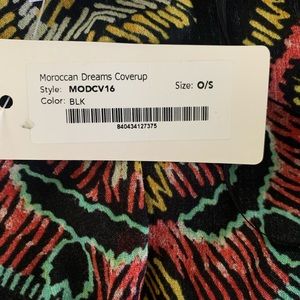 Moroccan Dreams Coverup
Style: MODCV16 Size: O/S
Color: BLK
840434127375